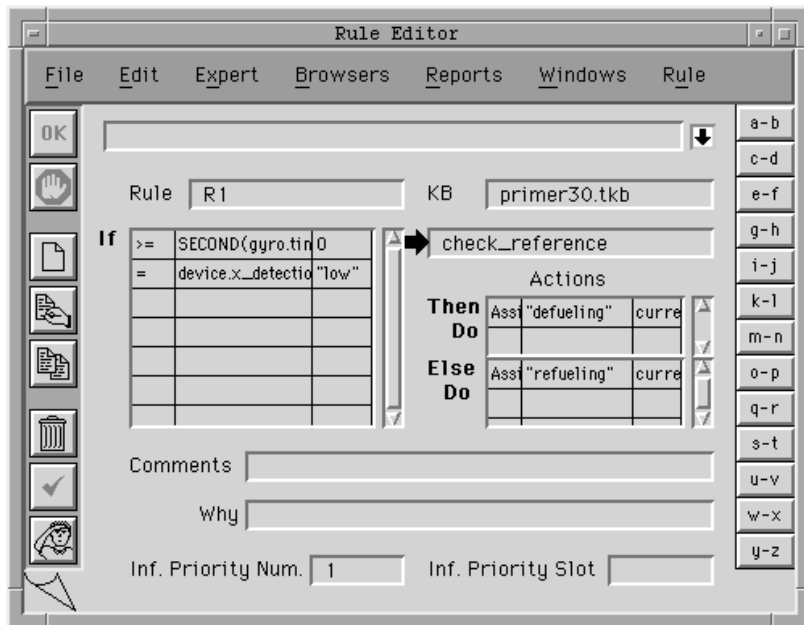 Rule Editor
File Edit Expert Browsers Reports Windows Rule
OK
a-b
c-d
e-f
g-h
i-j
k-l
m-n
o-p
q-r
s-t
u-v
w-x
y-z
Rule R1 KB primer30.tkb
If
>= SECOND(gyro.tin 0
= device.x_detectio "low"
check_reference
Actions
Then Do
Assi "defueling" curre
Else Do
Assi "refueling" curre
Comments
Why
Inf. Priority Num. 1 Inf. Priority Slot